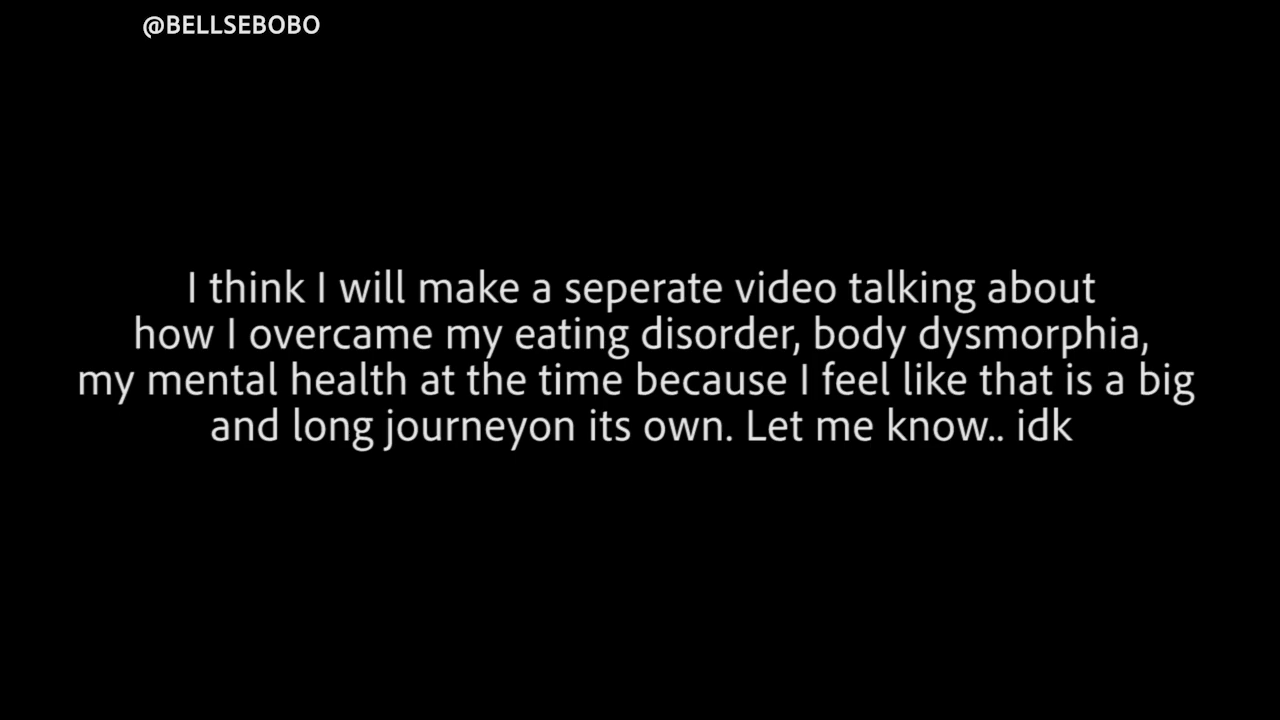 @BELLSEBOBO
I think I will make a seperate video talking about
how I overcame my eating disorder, body dysmorphia,
my mental health at the time because I feel like that is a big
and long journeyon its own. Let me know.. idk